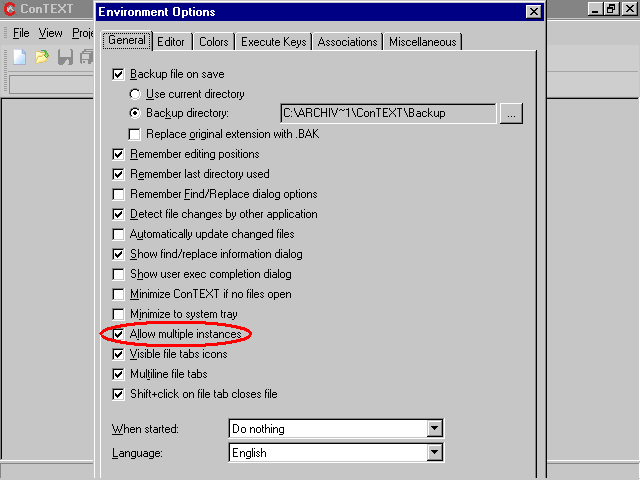 ConTEXT
Environment Options
File View Proje
General Editor Colors Execute Keys Associations Miscellaneous
Backup file on save
Use current directory
Backup directory: C:\ARCHIV~1\ConTEXT\Backup ...
Replace original extension with .BAK
Remember editing positions
Remember last directory used
Remember Find/Replace dialog options
Detect file changes by other application
Automatically update changed files
Show find/replace information dialog
Show user exec completion dialog
Minimize ConTEXT if no files open
Minimize to system tray
Allow multiple instances
Visible file tabs icons
Multiline file tabs
Shift+click on file tab closes file
When started: Do nothing
Language: English